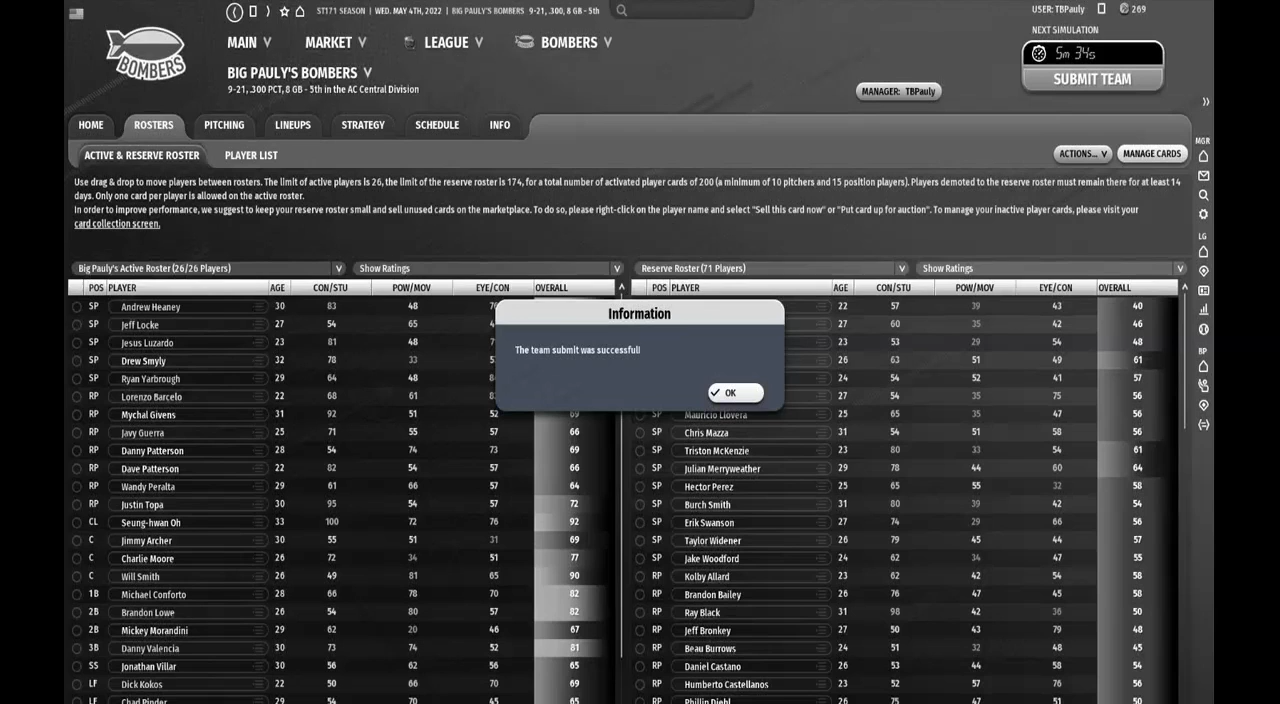 ST171 SEASON | WED. MAY 4TH, 2022 | BIG PAULY'S BOMBERS 9-21, .300, 8 GB - 5th
USER: TBPauly 269
NEXT SIMULATION
5m 34s
SUBMIT TEAM
BOMBERS
MAIN MARKET LEAGUE BOMBERS
BIG PAULY'S BOMBERS
9-21, .300 PCT, 8 GB - 5th in the AC Central Division
MANAGER: TBPauly
HOME ROSTERS PITCHING LINEUPS STRATEGY SCHEDULE INFO
ACTIVE & RESERVE ROSTER PLAYER LIST ACTIONS... MANAGE CARDS
Use drag & drop to move players between rosters. The limit of active players is 26, the limit of the reserve roster is 174, for a total number of activated player cards of 200 (a minimum of 10 pitchers and 15 position players). Players demoted to the reserve roster must remain there for at least 14
days. Only one card per player is allowed on the active roster.
In order to improve performance, we suggest to keep your reserve roster small and sell unused cards on the marketplace. To do so, please right-click on the player name and select "Sell this card now" or "Put card up for auction". To manage your inactive player cards, please visit your
card collection screen.
MGR
LG
BP
Big Pauly's Active Roster (26/26 Players) Show Ratings
POS PLAYER AGE CON/STU POW/MOV EYE/CON OVERALL
SP Andrew Heaney 30 83 48
SP Jeff Locke 27 54 65
SP Jesus Luzardo 23 81 48
SP Drew Smyly 32 78 33
SP Ryan Yarbrough 29 64 48
RP Lorenzo Barcelo 22 68 61
RP Mychal Givens 31 92 51 52 69
RP Javy Guerra 25 71 55 57 66
RP Danny Patterson 28 54 74 73 69
RP Dave Patterson 22 82 54 57 66
RP Wandy Peralta 29 61 66 57 64
RP Justin Topa 30 95 54 57 72
CL Seung-hwan Oh 33 100 72 76 92
C Jimmy Archer 30 55 51 31 69
C Charlie Moore 26 72 34 51 77
C Will Smith 26 49 81 65 90
1B Michael Conforto 28 66 78 70 82
2B Brandon Lowe 26 54 80 57 82
2B Mickey Morandini 29 62 20 46 67
3B Danny Valencia 30 73 74 52 81
SS Jonathan Villar 30 56 62 56 65
LF Dick Kokos 22 50 66 70 69
LF Chad Pinder 29 54 70 45 65
Reserve Roster (71 Players) Show Ratings
POS PLAYER AGE CON/STU POW/MOV EYE/CON OVERALL
22 57 39 43 40
27 60 35 42 46
23 53 29 54 48
26 63 51 49 61
24 54 52 41 57
27 54 35 75 56
SP Mauricio Llovera 25 65 35 47 56
SP Chris Mazza 31 54 51 58 56
SP Triston McKenzie 23 80 33 54 61
SP Julian Merryweather 29 78 44 60 64
SP Hector Perez 25 65 55 32 58
SP Burch Smith 31 80 39 42 54
SP Erik Swanson 27 74 29 66 56
SP Taylor Widener 26 79 45 44 57
SP Jake Woodford 24 62 34 47 55
RP Kolby Allard 23 62 42 54 58
RP Brandon Bailey 26 76 47 57 58
RP Ray Black 31 98 42 36 50
RP Jeff Bronkey 27 50 43 79 48
RP Beau Burrows 24 51 32 48 50
RP Daniel Castano 26 53 44 58 54
RP Humberto Castellanos 23 52 57 76 56
RP Phillip Diehl 26 75 47 51 50
Information
The team submit was successful!
OK